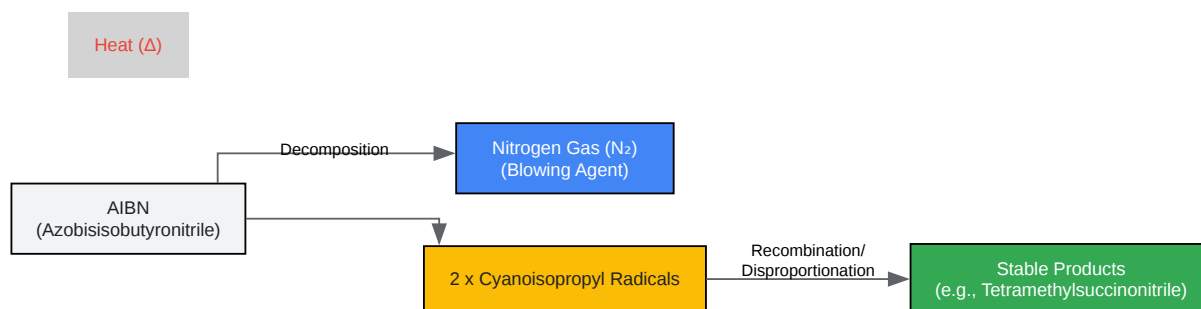 Heat (Δ)
Decomposition
Nitrogen Gas (N₂)
(Blowing Agent)
AIBN
(Azobisisobutyronitrile)
2 x Cyanoisopropyl Radicals
Recombination/
Disproportionation
Stable Products
(e.g., Tetramethylsuccinonitrile)